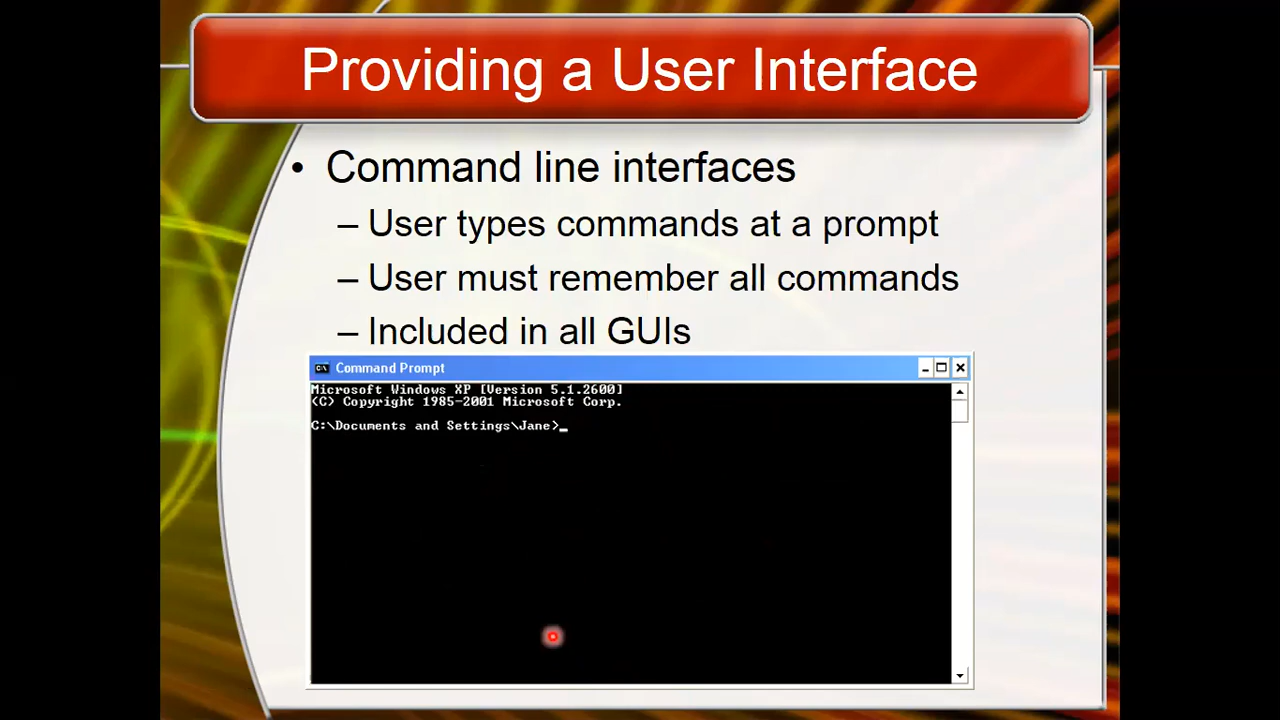 Providing a User Interface
• Command line interfaces
– User types commands at a prompt
– User must remember all commands
– Included in all GUIs
C:\ Command Prompt
Microsoft Windows XP [Version 5.1.2600]
(C) Copyright 1985-2001 Microsoft Corp.
C:\Documents and Settings\Jane>_